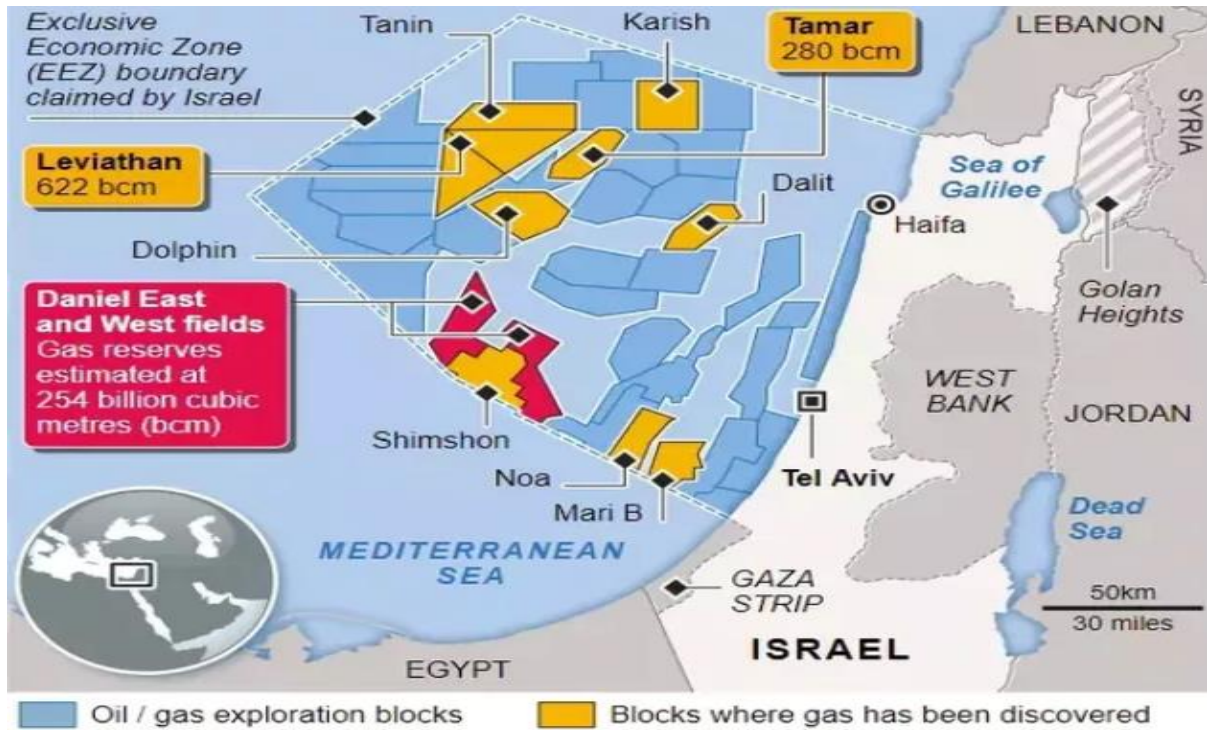 Exclusive
Economic Zone
(EEZ) boundary
claimed by Israel
Tanin
Karish
Tamar
280 bcm
LEBANON
SYRIA
Leviathan
622 bcm
Sea of
Galilee
Dalit
Haifa
Dolphin
Golan
Heights
Daniel East
and West fields
Gas reserves
estimated at
254 billion cubic
metres (bcm)
WEST
BANK
JORDAN
Shimshon
Noa
Tel Aviv
Mari B
Dead
Sea
MEDITERRANEAN
SEA
GAZA
STRIP
50km
30 miles
ISRAEL
EGYPT
Oil / gas exploration blocks
Blocks where gas has been discovered